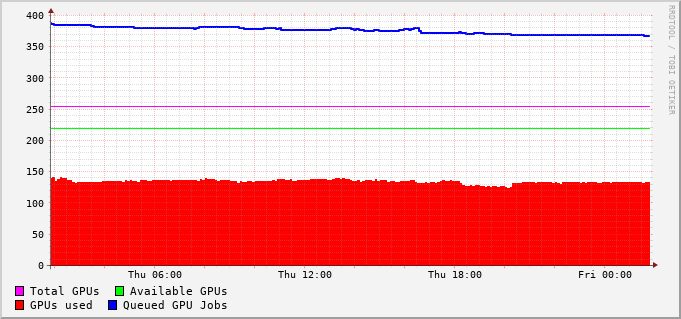 400
350
300
250
200
150
100
50
0
Thu 06:00 Thu 12:00 Thu 18:00 Fri 00:00
Total GPUs Available GPUs
GPUs used Queued GPU Jobs
RRDTOOL / TOBI OETIKER